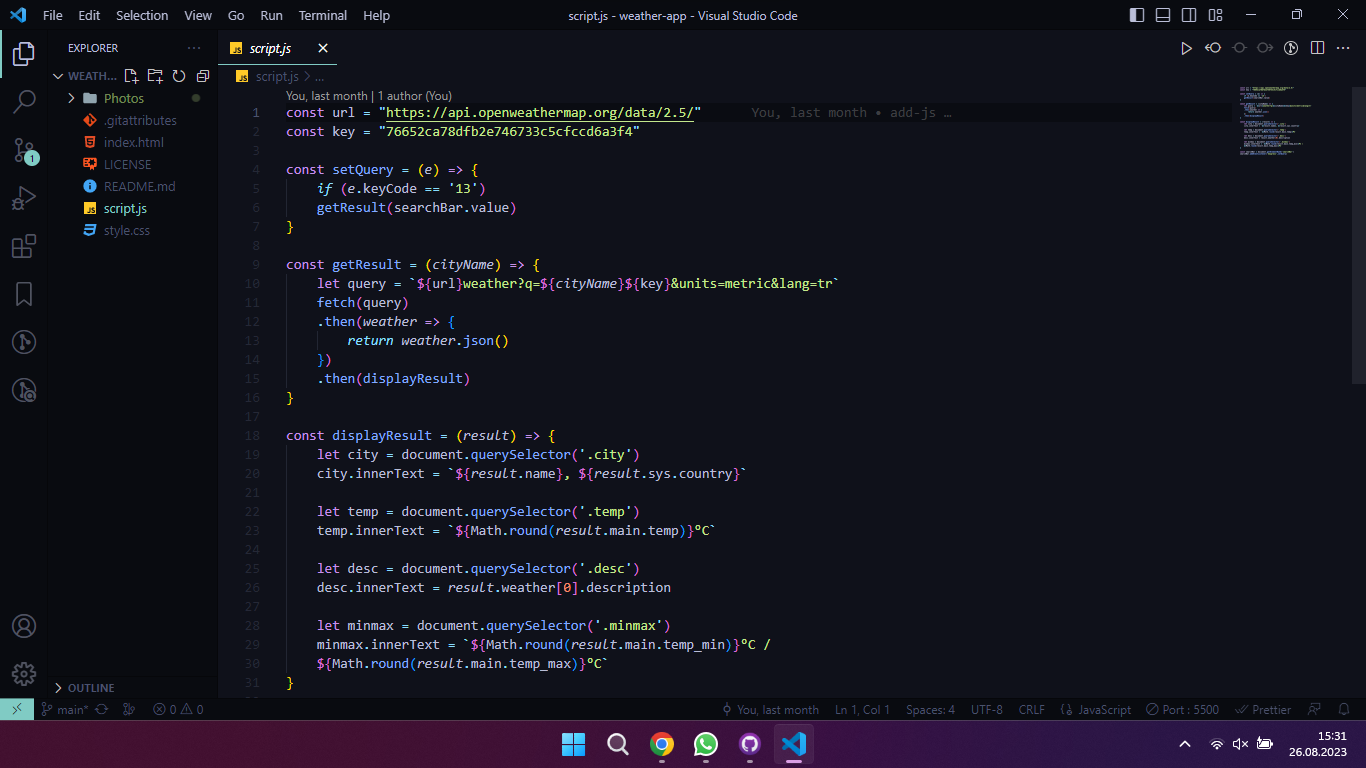 File Edit Selection View Go Run Terminal Help script.js - weather-app - Visual Studio Code
EXPLORER
script.js
WEATH...
JS script.js > ...
Photos
.gitattributes
index.html
LICENSE
README.md
JS script.js
style.css
You, last month | 1 author (You)
1 const url = "https://api.openweathermap.org/data/2.5/" You, last month • add-js …
2 const key = "76652ca78dfb2e746733c5cfccd6a3f4"
3
4 const setQuery = (e) => {
5 if (e.keyCode == '13')
6 getResult(searchBar.value)
7 }
8
9 const getResult = (cityName) => {
10 let query = `${url}weather?q=${cityName}${key}&units=metric&lang=tr`
11 fetch(query)
12 .then(weather => {
13 return weather.json()
14 })
15 .then(displayResult)
16 }
17
18 const displayResult = (result) => {
19 let city = document.querySelector('.city')
20 city.innerText = `${result.name}, ${result.sys.country}`
21
22 let temp = document.querySelector('.temp')
23 temp.innerText = `${Math.round(result.main.temp)}°C`
24
25 let desc = document.querySelector('.desc')
26 desc.innerText = result.weather[0].description
27
28 let minmax = document.querySelector('.minmax')
29 minmax.innerText = `${Math.round(result.main.temp_min)}°C /
30 ${Math.round(result.main.temp_max)}°C`
31 }
OUTLINE
main* 0 0 You, last month Ln 1, Col 1 Spaces: 4 UTF-8 CRLF {} JavaScript Port : 5500 Prettier
15:31
26.08.2023